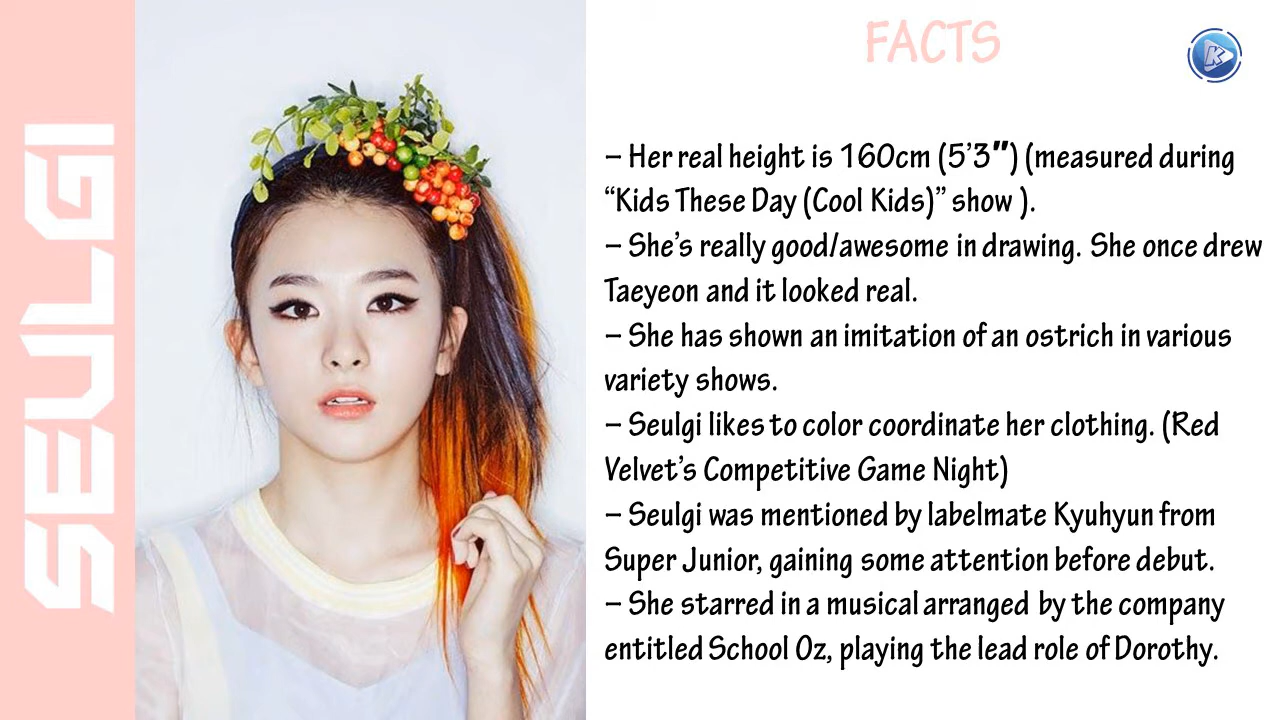 SEULGI
FACTS
– Her real height is 160cm (5’3″) (measured during
“Kids These Day (Cool Kids)” show ).
– She’s really good/awesome in drawing. She once drew
Taeyeon and it looked real.
– She has shown an imitation of an ostrich in various
variety shows.
– Seulgi likes to color coordinate her clothing. (Red
Velvet’s Competitive Game Night)
– Seulgi was mentioned by labelmate Kyuhyun from
Super Junior, gaining some attention before debut.
– She starred in a musical arranged by the company
entitled School Oz, playing the lead role of Dorothy.
K